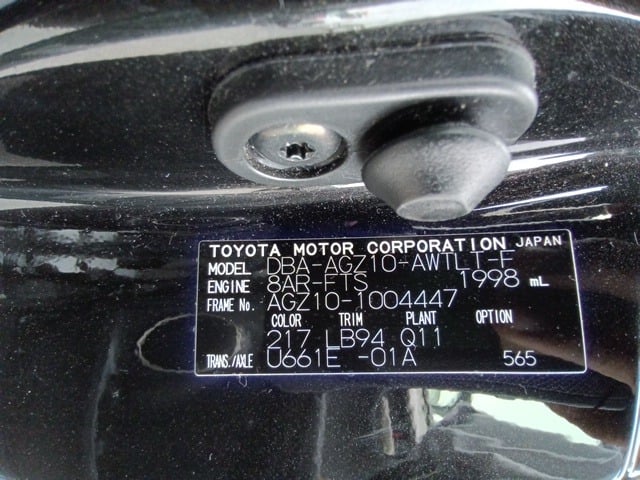 TOYOTA MOTOR CORPORATION JAPAN
MODEL DBA-AGZ10-AWTLT-F
ENGINE 8AR-FTS 1998 mL
FRAME No. AGZ10-1004447
COLOR TRIM PLANT OPTION
217 LB94 Q11
TRANS./AXLE U661E -01A 565